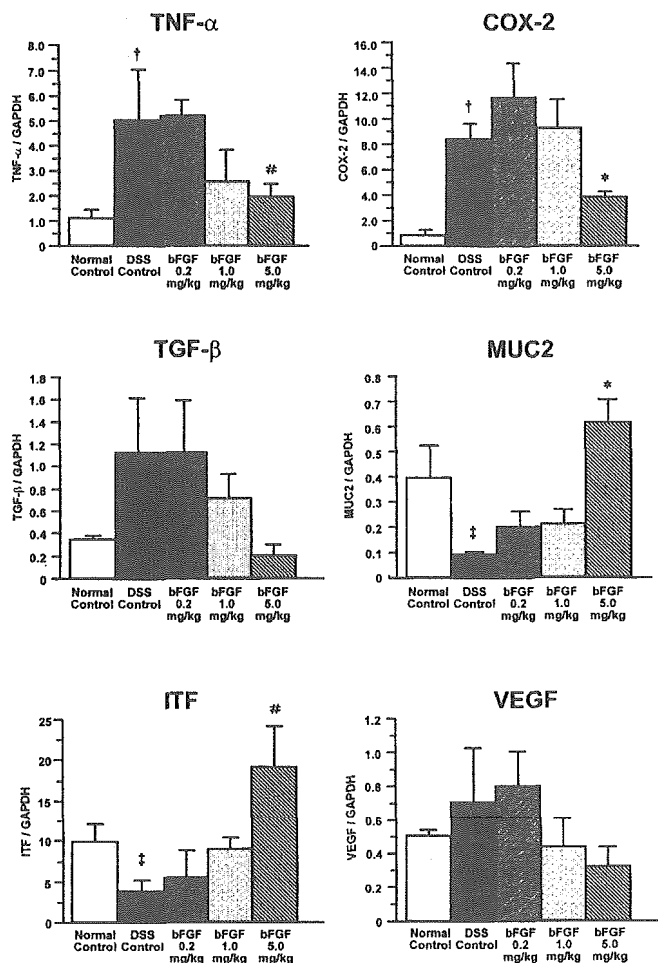 TNF-α
†
#
8.0
7.0
6.0
5.0
4.0
3.0
2.0
1.0
0
TNF-α / GAPDH
Normal DSS bFGF bFGF bFGF
Control Control 0.2 1.0 5.0
mg/kg mg/kg mg/kg
COX-2
†
*
16.0
14.0
12.0
10.0
8.0
6.0
4.0
2.0
0
COX-2 / GAPDH
Normal DSS bFGF bFGF bFGF
Control Control 0.2 1.0 5.0
mg/kg mg/kg mg/kg
TGF-β
1.8
1.6
1.4
1.2
1.0
0.8
0.6
0.4
0.2
0
TGF-β / GAPDH
Normal DSS bFGF bFGF bFGF
Control Control 0.2 1.0 5.0
mg/kg mg/kg mg/kg
MUC2
*
‡
0.8
0.7
0.6
0.5
0.4
0.3
0.2
0.1
0
MUC2 / GAPDH
Normal DSS bFGF bFGF bFGF
Control Control 0.2 1.0 5.0
mg/kg mg/kg mg/kg
ITF
#
‡
25
20
15
10
5
0
ITF / GAPDH
Normal DSS bFGF bFGF bFGF
Control Control 0.2 1.0 5.0
mg/kg mg/kg mg/kg
VEGF
1.2
1.0
0.8
0.6
0.4
0.2
0
VEGF / GAPDH
Normal DSS bFGF bFGF bFGF
Control Control 0.2 1.0 5.0
mg/kg mg/kg mg/kg